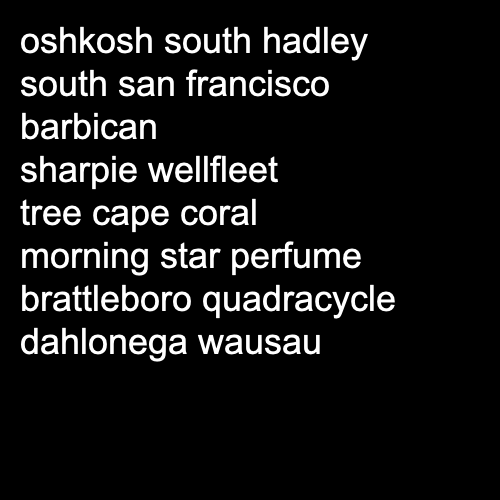 oshkosh south hadley
south san francisco
barbican
sharpie wellfleet
tree cape coral
morning star perfume
brattleboro quadracycle
dahlonega wausau